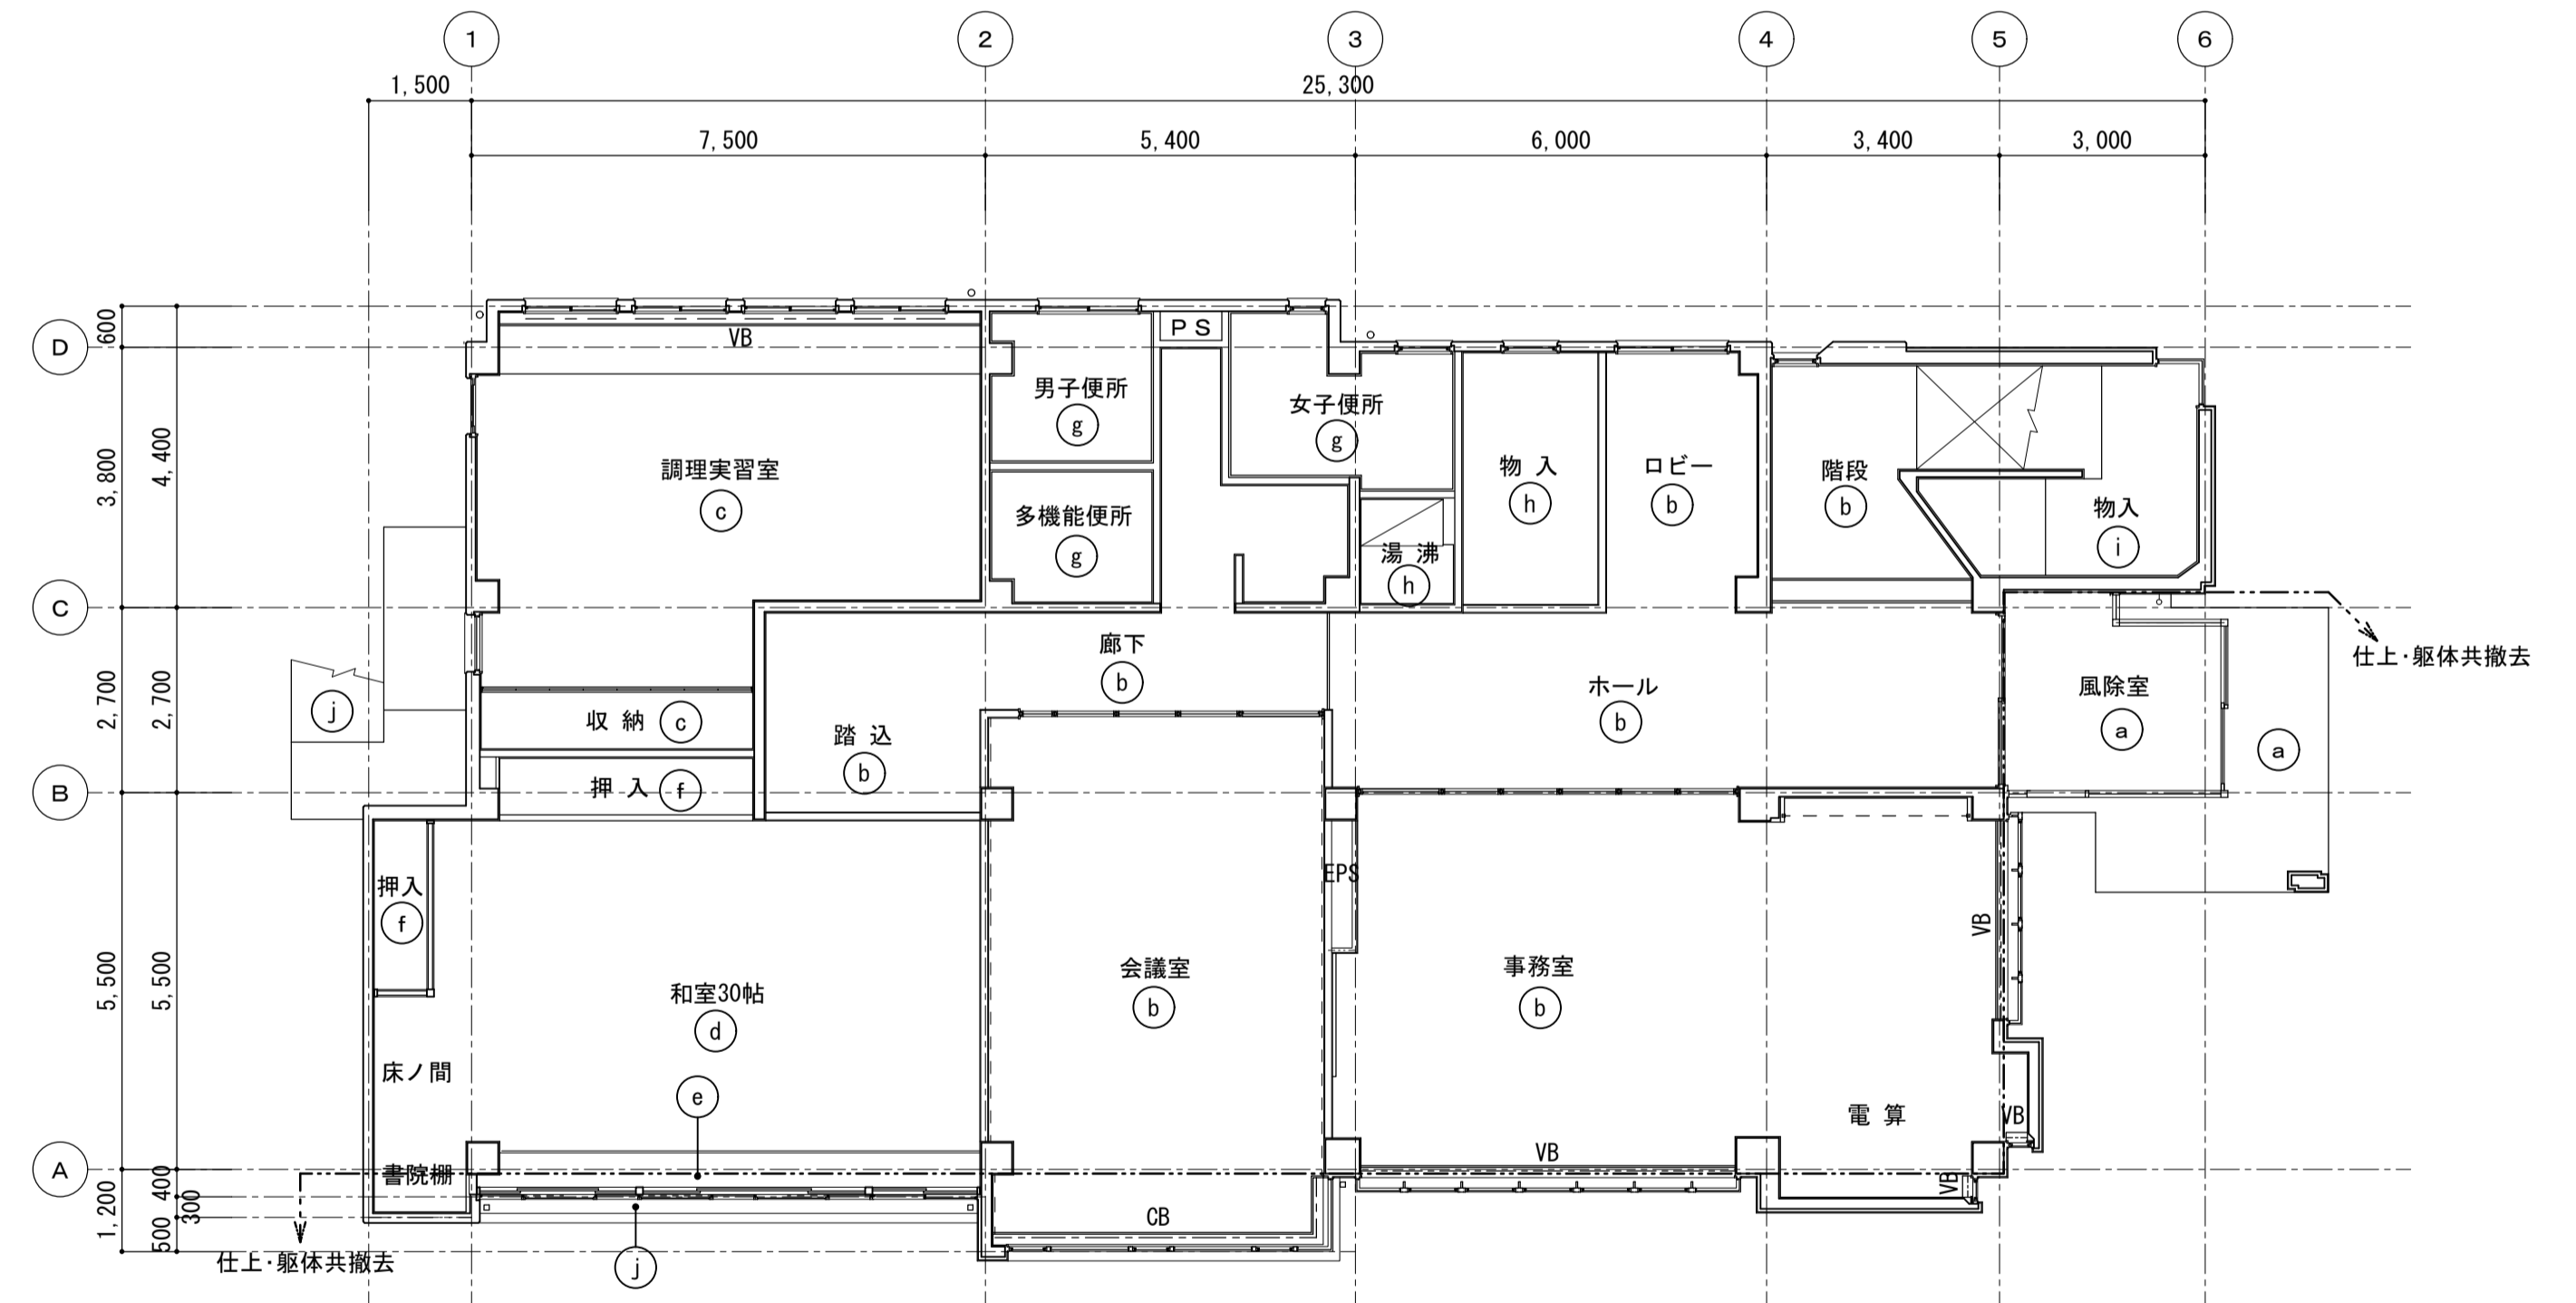 1 2 3 4 5 6
1,500 25,300
7,500 5,400 6,000 3,400 3,000
600
D
VB
P S
男子便所
g
女子便所
g
3,800
4,400
調理実習室
c
物 入
h
ロビー
b
階段
b
物入
i
多機能便所
g
湯 沸
h
C
廊下
b
仕上・躯体共撤去
2,700
2,700
j
収 納 c
踏 込
b
ホール
b
風除室
a
a
押 入 f
B
押入
f
EPS
VB
5,500
5,500
和室30帖
d
会議室
b
事務室
b
床ノ間
e
電 算
VB
A
書院棚
VB
VB
400
1,200
300
500
CB
仕上・躯体共撤去
j